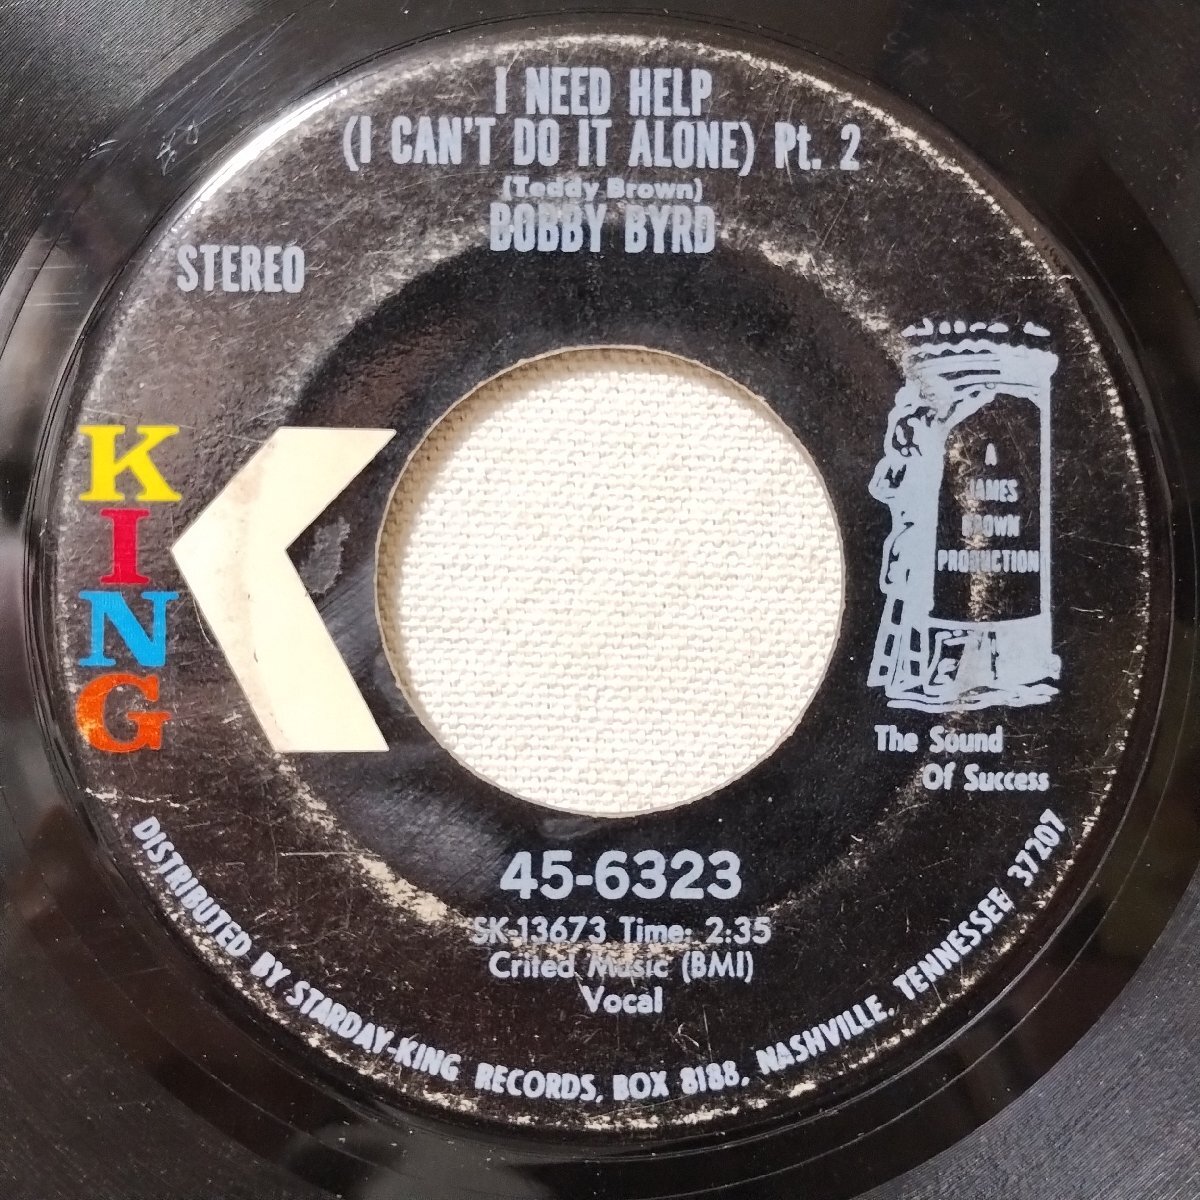 I NEED HELP
(I CAN'T DO IT ALONE) Pt. 2
(Teddy Brown)
BOBBY BYRD
STEREO
KING
A
JAMES
BROWN
PRODUCTION
The Sound
Of Success
45-6323
SK-13673 Time: 2:35
Crited Music (BMI)
Vocal
DISTRIBUTED BY STARDAY-KING RECORDS, BOX 8188, NASHVILLE, TENNESSEE 37207